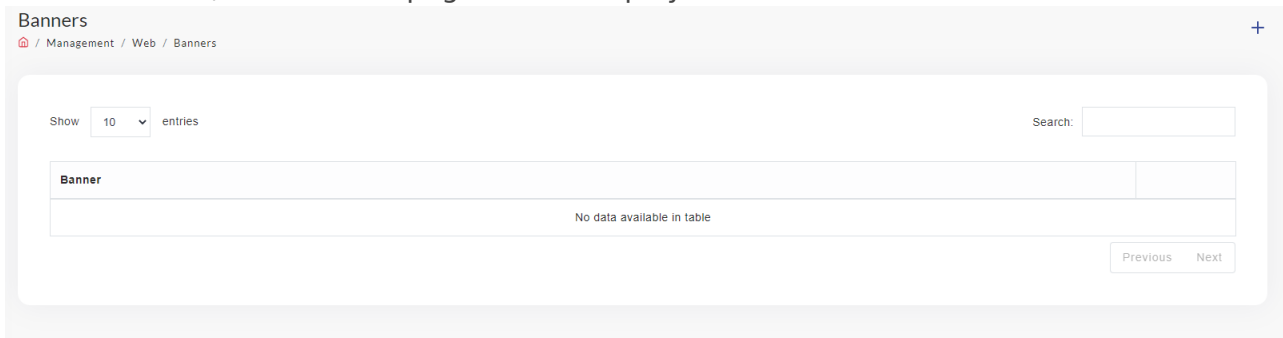 Banners
/ Management / Web / Banners
Show 10 entries
Search:
Banner
No data available in table
Previous Next